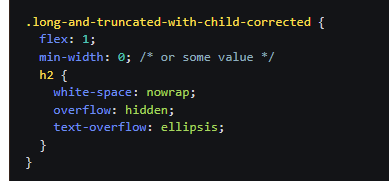 .long-and-truncated-with-child-corrected {
  flex: 1;
  min-width: 0; /* or some value */
  h2 {
    white-space: nowrap;
    overflow: hidden;
    text-overflow: ellipsis;
  }
}